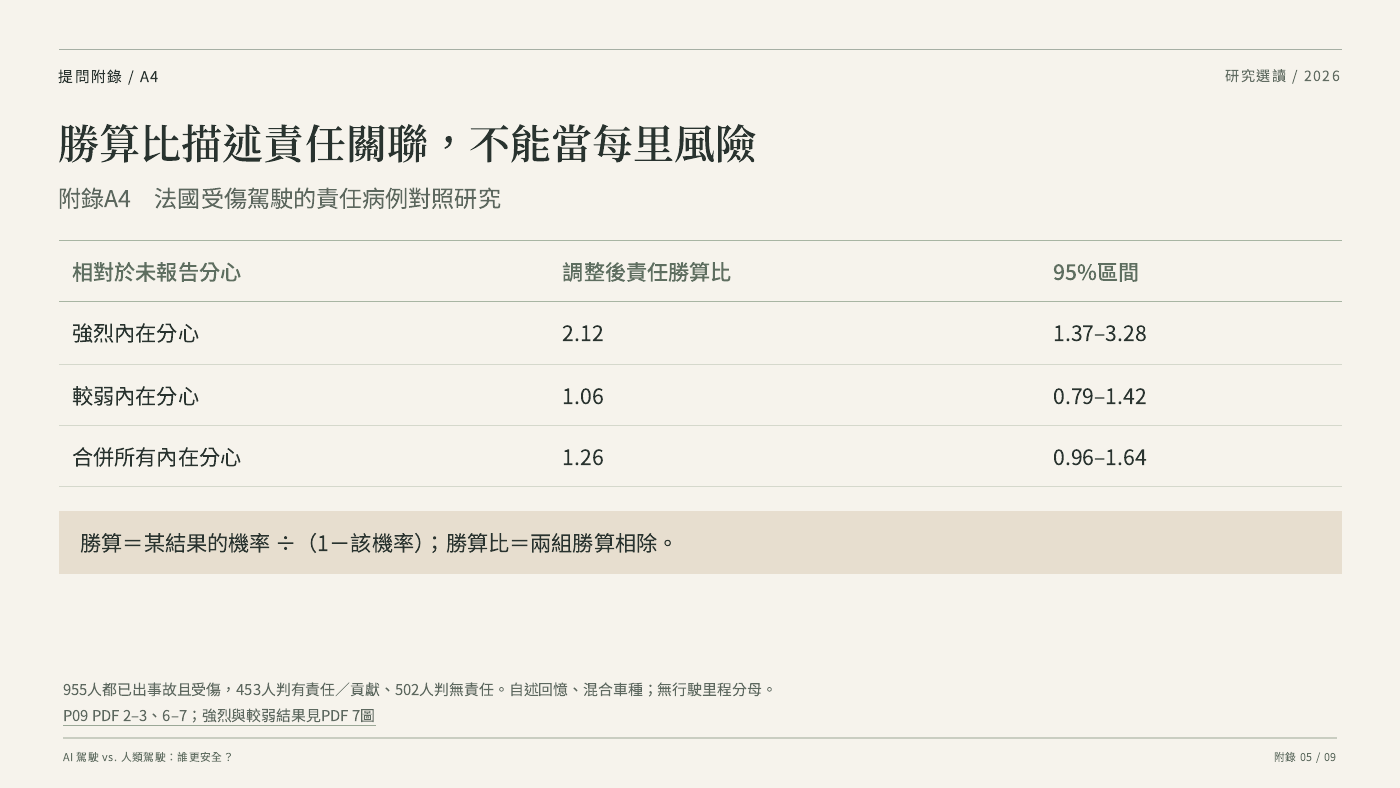 提問附錄 / A4
研究選讀 / 2026
勝算比描述責任關聯，不能當每里風險
附錄A4　法國受傷駕駛的責任病例對照研究
相對於未報告分心　調整後責任勝算比　95%區間
強烈內在分心　2.12　1.37–3.28
較弱內在分心　1.06　0.79–1.42
合併所有內在分心　1.26　0.96–1.64
勝算＝某結果的機率 ÷（1－該機率）；勝算比＝兩組勝算相除。
955人都已出事故且受傷，453人判有責任／貢獻、502人判無責任。自述回憶、混合車種；無行駛里程分母。
P09 PDF 2–3、6–7；強烈與較弱結果見PDF 7圖
AI 駕駛 vs. 人類駕駛：誰更安全？
附錄 05 / 09